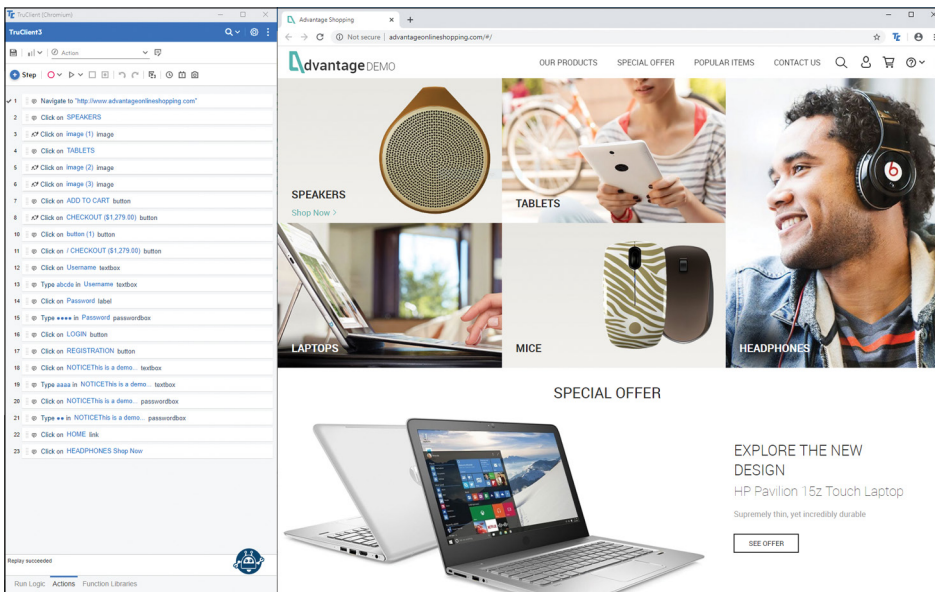 TruClient (Chromium)
TruClient3
Action
Step
1 Navigate to "http://www.advantageonlineshopping.com"
2 Click on SPEAKERS
3 Click on image (1) image
4 Click on TABLETS
5 Click on image (2) image
6 Click on image (3) image
7 Click on ADD TO CART button
8 Click on CHECKOUT ($1,279.00) button
10 Click on button (1) button
11 Click on / CHECKOUT ($1,279.00) button
12 Click on Username textbox
13 Type abcde in Username textbox
14 Click on Password label
15 Type •••• in Password passwordbox
16 Click on LOGIN button
17 Click on REGISTRATION button
18 Click on NOTICEThis is a demo... textbox
19 Type aaaa in NOTICEThis is a demo... textbox
20 Click on NOTICEThis is a demo... passwordbox
21 Type •• in NOTICEThis is a demo... passwordbox
22 Click on HOME link
23 Click on HEADPHONES Shop Now
Replay succeeded
Run Logic Actions Function Libraries
Advantage Shopping
Not secure | advantageonlineshopping.com/#/
dvantage DEMO
OUR PRODUCTS SPECIAL OFFER POPULAR ITEMS CONTACT US
SPEAKERS
Shop Now >
TABLETS
LAPTOPS
MICE
HEADPHONES
SPECIAL OFFER
EXPLORE THE NEW
DESIGN
HP Pavilion 15z Touch Laptop
Supremely thin, yet incredibly durable
SEE OFFER